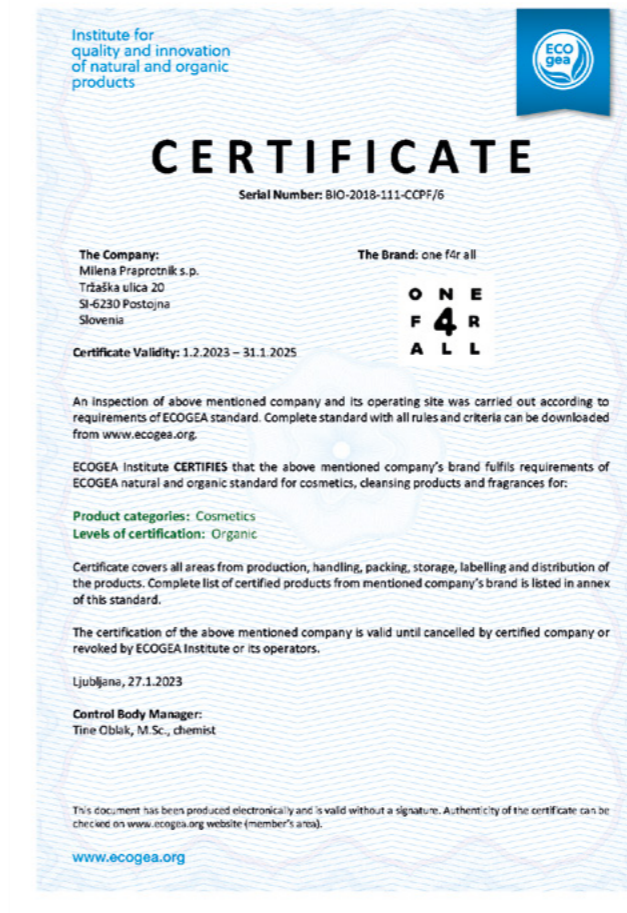 Institute for
quality and innovation
of natural and organic
products
ECO
gea
CERTIFICATE
Serial Number: BIO-2018-111-CCPF/6
The Company:
Milena Praprotnik s.p.
Tržaška ulica 20
SI-6230 Postojna
Slovenia
The Brand: one f4r all
O N E
F 4 R
A L L
Certificate Validity: 1.2.2023 – 31.1.2025
An inspection of above mentioned company and its operating site was carried out according to
requirements of ECOGEA standard. Complete standard with all rules and criteria can be downloaded
from www.ecogea.org.
ECOGEA Institute CERTIFIES that the above mentioned company's brand fulfils requirements of
ECOGEA natural and organic standard for cosmetics, cleansing products and fragrances for:
Product categories: Cosmetics
Levels of certification: Organic
Certificate covers all areas from production, handling, packing, storage, labelling and distribution of
the products. Complete list of certified products from mentioned company's brand is listed in annex
of this standard.
The certification of the above mentioned company is valid until cancelled by certified company or
revoked by ECOGEA Institute or its operators.
Ljubljana, 27.1.2023
Control Body Manager:
Tine Oblak, M.Sc., chemist
This document has been produced electronically and is valid without a signature. Authenticity of the certificate can be
checked on www.ecogea.org website (member's area).
www.ecogea.org